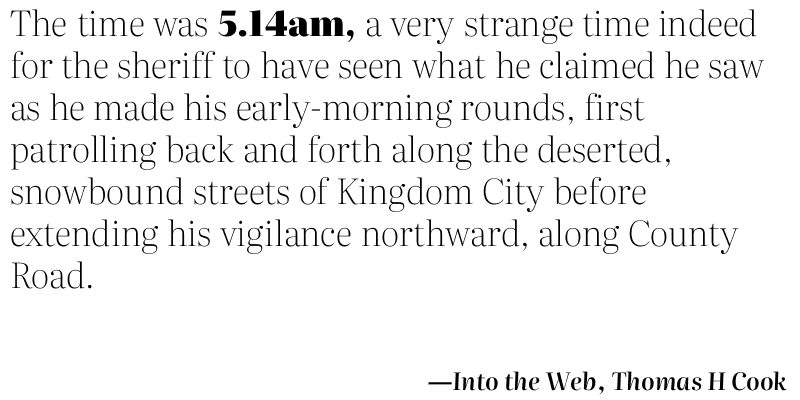 The time was 5.14am, a very strange time indeed
for the sheriff to have seen what he claimed he saw
as he made his early-morning rounds, first
patrolling back and forth along the deserted,
snowbound streets of Kingdom City before
extending his vigilance northward, along County
Road.
—Into the Web, Thomas H Cook